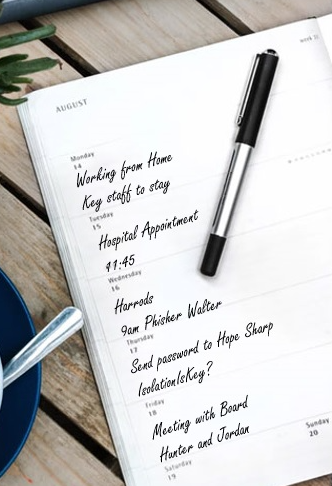 AUGUST
Monday
14
Working from Home
Key staff to stay
Tuesday
15
Hospital Appointment
11:45
Wednesday
16
Harrods
9am Phisher Walter
Thursday
17
Send password to Hope Sharp
IsolationIsKey?
Friday
18
Meeting with Board
Hunter and Jordan
Saturday
19
Sunday
20